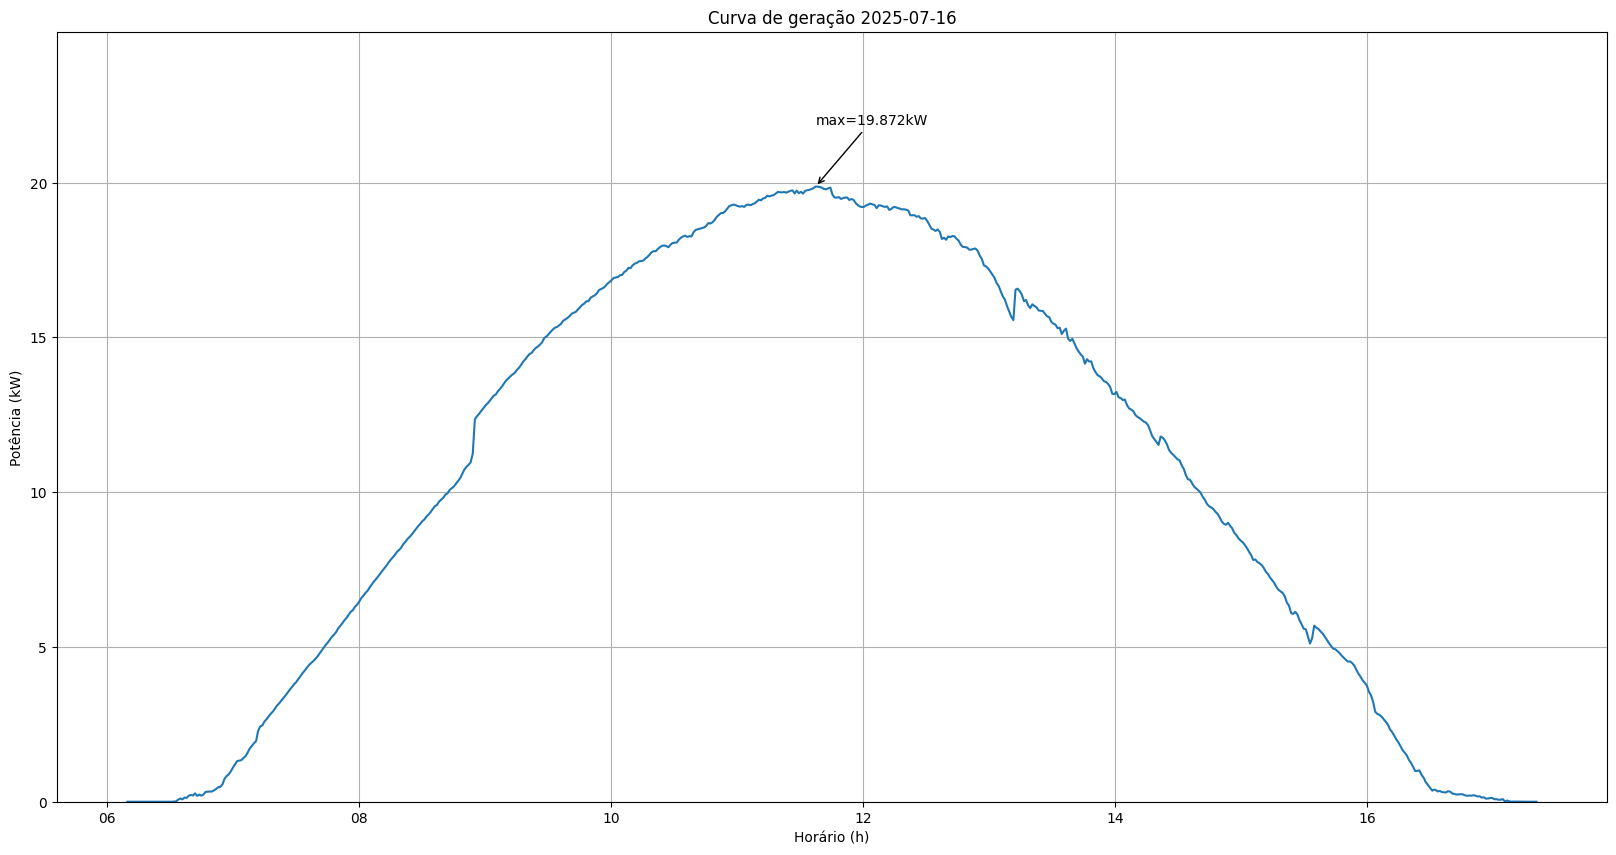 Curva de geração 2025-07-16
max=19.872kW
20
15
10
5
0
Potência (kW)
06 08 10 12 14 16
Horário (h)